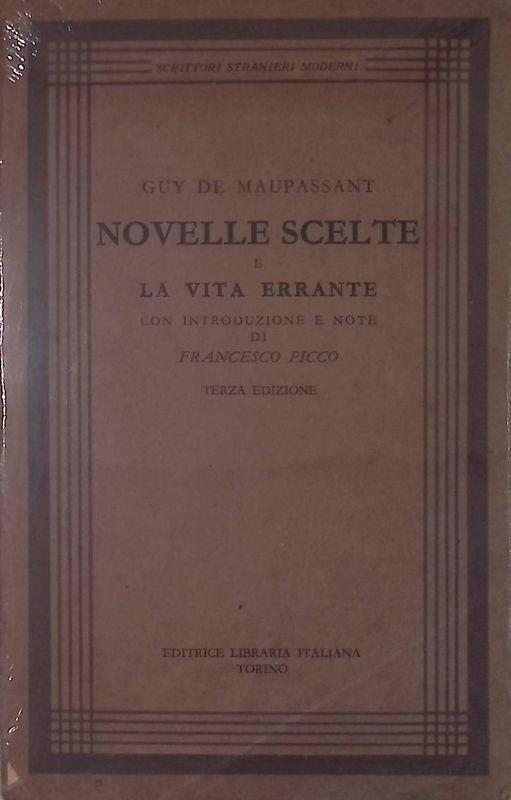 SCRITTORI STRANIERI MODERNI
GUY DE MAUPASSANT
NOVELLE SCELTE
E
LA VITA ERRANTE
CON INTRODUZIONE E NOTE
DI
FRANCESCO PICCO
TERZA EDIZIONE
EDITRICE LIBRARIA ITALIANA
TORINO